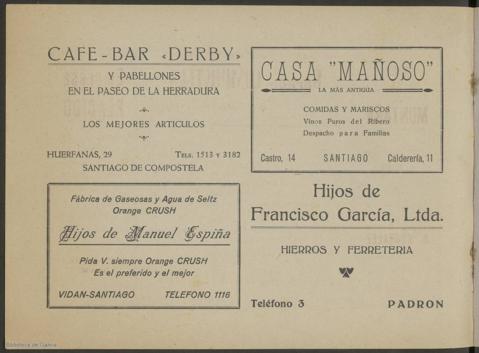 CAFE-BAR «DERBY»
Y PABELLONES
EN EL PASEO DE LA HERRADURA
LOS MEJORES ARTICULOS
HUERFANAS, 29 TELS. 1513 Y 3182
SANTIAGO DE COMPOSTELA
CASA "MAÑOSO"
LA MÁS ANTIGUA
COMIDAS Y MARISCOS
Vinos Puros del Ribero
Despacho para Familias
Castro, 14 SANTIAGO Calderería, 11
Fábrica de Gaseosas y Agua de Seltz
Orange CRUSH
Hijos de Manuel Espiña
Pida V. siempre Orange CRUSH
Es el preferido y el mejor
VIDAN-SANTIAGO TELEFONO 1116
Hijos de
Francisco García, Ltda.
HIERROS Y FERRETERIA
Teléfono 3 PADRON
Biblioteca de Galicia